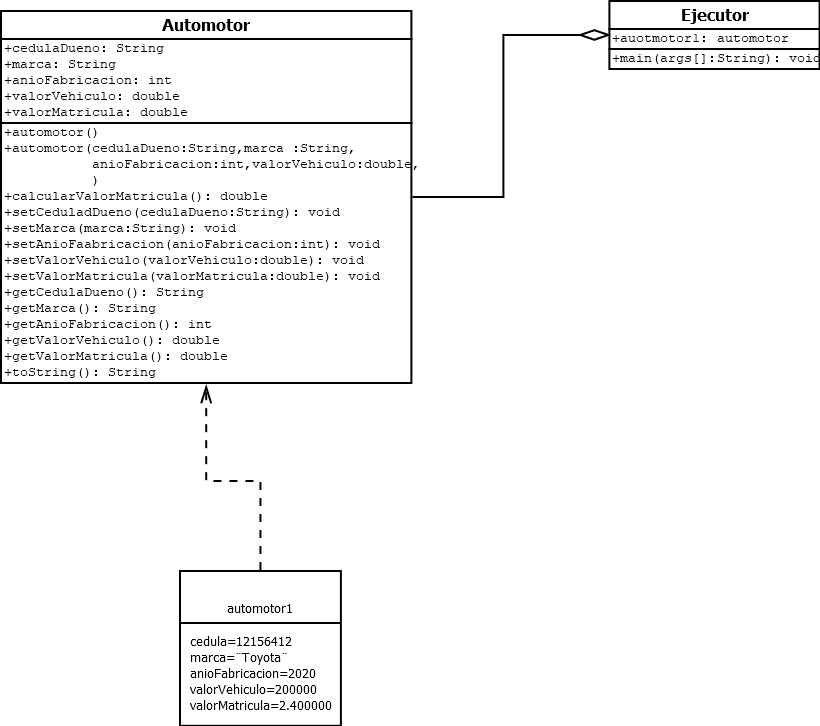 Automotor
+cedulaDueno: String
+marca: String
+anioFabricacion: int
+valorVehiculo: double
+valorMatricula: double
+automotor()
+automotor(cedulaDueno:String,marca :String,
anioFabricacion:int,valorVehiculo:double,
)
+calcularValorMatricula(): double
+setCeduladDueno(cedulaDueno:String): void
+setMarca(marca:String): void
+setAnioFaabricacion(anioFabricacion:int): void
+setValorVehiculo(valorVehiculo:double): void
+setValorMatricula(valorMatricula:double): void
+getCedulaDueno(): String
+getMarca(): String
+getAnioFabricacion(): int
+getValorVehiculo(): double
+getValorMatricula(): double
+toString(): String
Ejecutor
+auotmotor1: automotor
+main(args[]:String): void
automotor1
cedula=12156412
marca=¨Toyota¨
anioFabricacion=2020
valorVehiculo=200000
valorMatricula=2.400000